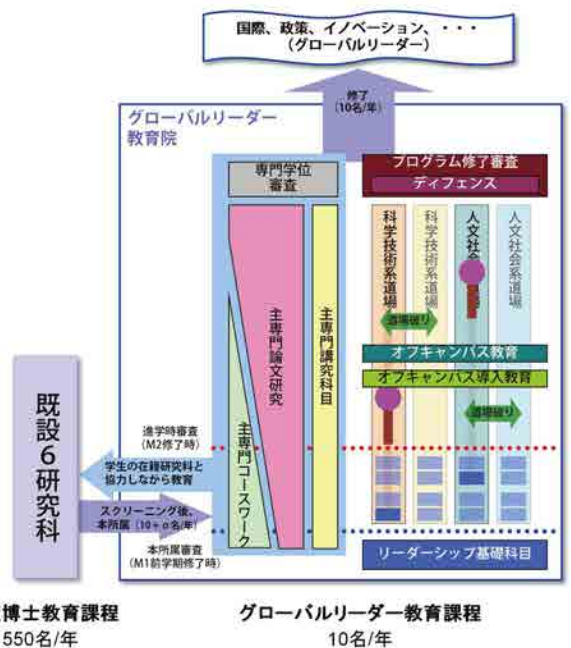 国際、政策、イノベーション、・・・
（グローバルリーダー）
修了
（10名/年）
グローバルリーダー
教育院
専門学位
審査
プログラム修了審査
ディフェンス
主専門コースワーク
主専門論文研究
主専門講究科目
科学技術系道場
科学技術系道場
人文社会
道場
人文社会系道場
道場破り
オフキャンパス教育
オフキャンパス導入教育
道場破り
既設6研究科
進学時審査
（M2修了時）
学生の在籍研究科と
協力しながら教育
スクリーニング後、
本所属（10+α名/年）
本所属審査
（M1前学期修了時）
リーダーシップ基礎科目
博士教育課程
550名/年
グローバルリーダー教育課程
10名/年